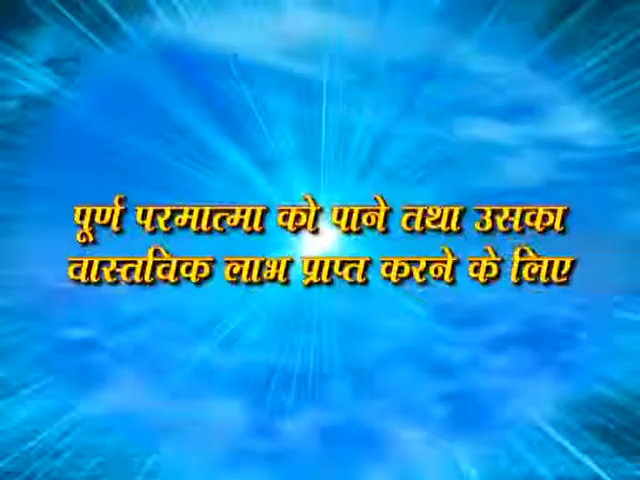 पूर्ण परमात्मा को पाने तथा उसका
वास्तविक लाभ प्राप्त करने के लिए